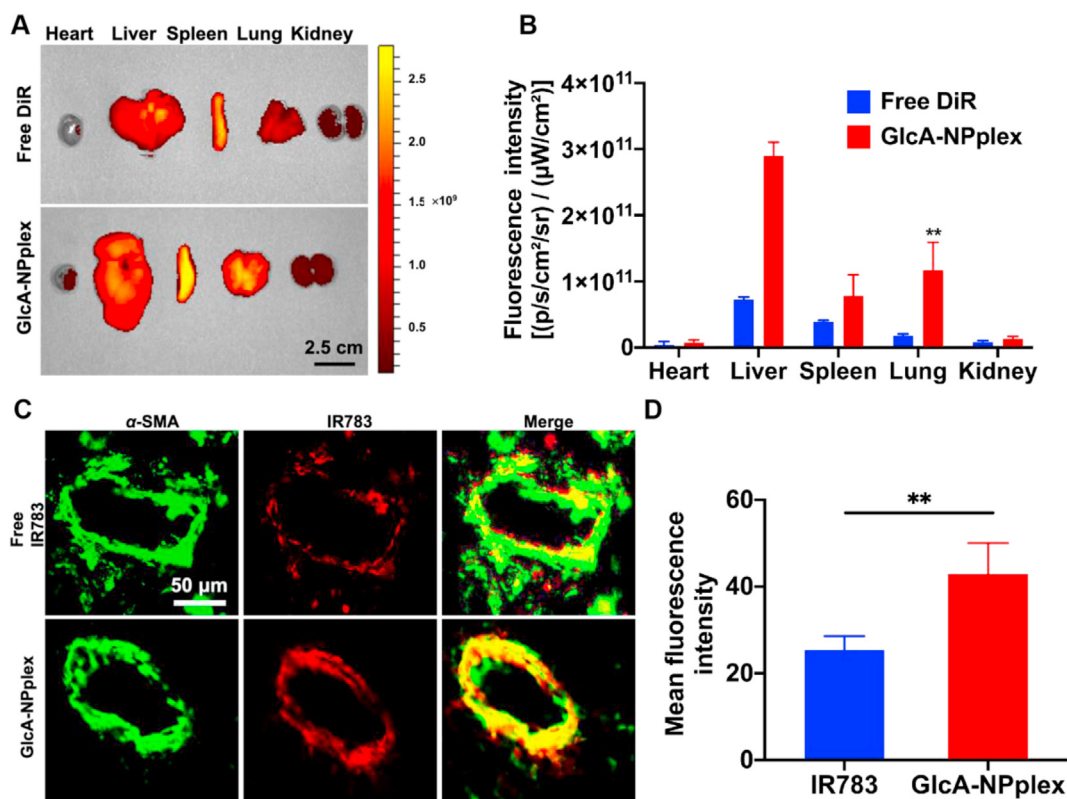 A
Heart Liver Spleen Lung Kidney
Free DiR
GlcA-NPplex
2.5
2.0
1.5 ×10⁹
1.0
0.5
2.5 cm
B
Fluorescence intensity
[(p/s/cm²/sr) / (μW/cm²)]
4×10¹¹
3×10¹¹
2×10¹¹
1×10¹¹
0
Free DiR
GlcA-NPplex
**
Heart Liver Spleen Lung Kidney
C
α-SMA IR783 Merge
Free
IR783
50 μm
GlcA-NPplex
D
Mean fluorescence
intensity
60
40
20
0
**
IR783 GlcA-NPplex